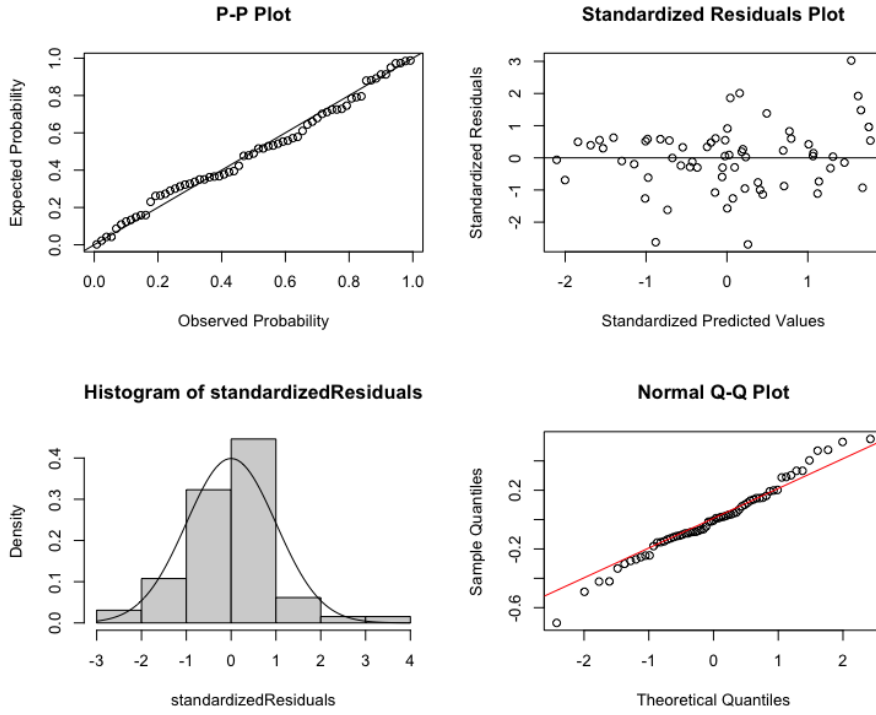 P-P Plot
Expected Probability
0.0 0.2 0.4 0.6 0.8 1.0
0.0 0.2 0.4 0.6 0.8 1.0
Observed Probability
Standardized Residuals Plot
Standardized Residuals
-2 -1 0 1 2 3
-2 -1 0 1
Standardized Predicted Values
Histogram of standardizedResiduals
Density
0.0 0.1 0.2 0.3 0.4
-3 -2 -1 0 1 2 3 4
standardizedResiduals
Normal Q-Q Plot
Sample Quantiles
-0.6 -0.2 0.2
-2 -1 0 1 2
Theoretical Quantiles